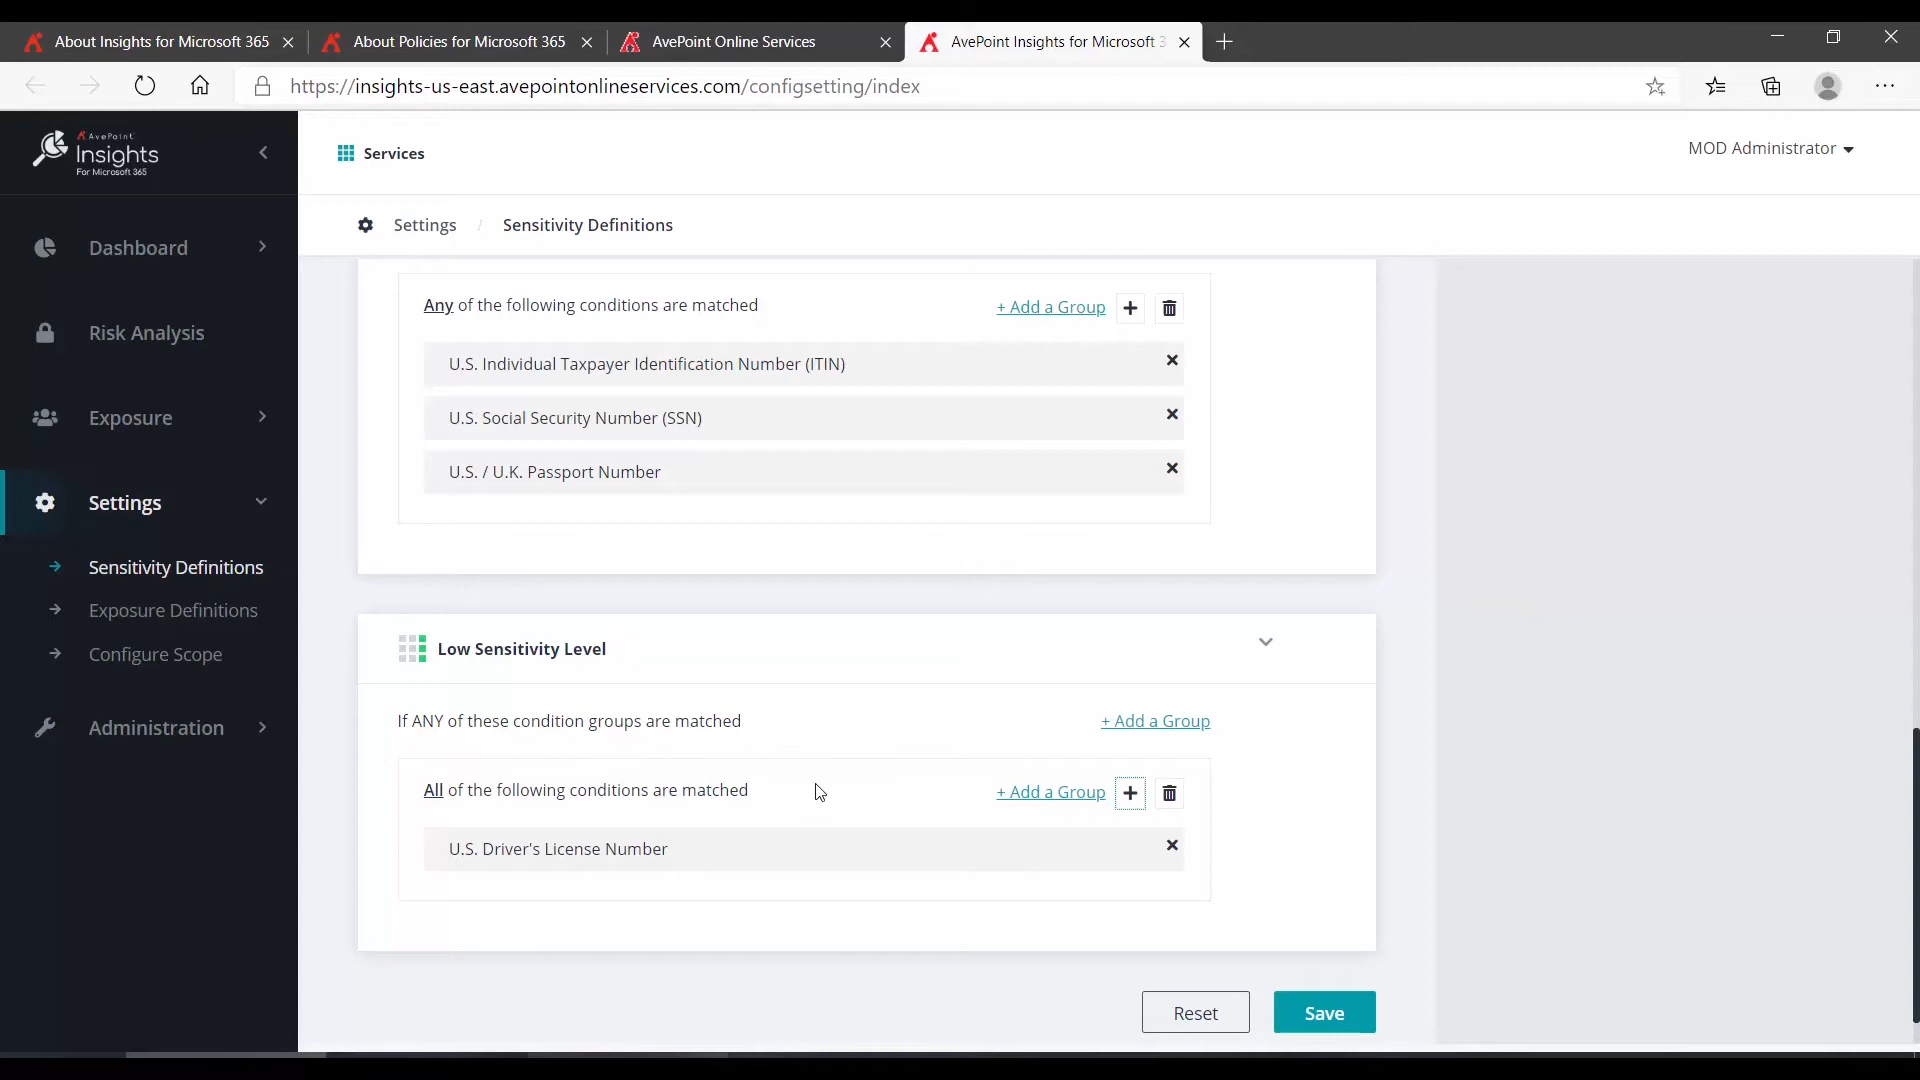 About Insights for Microsoft 365
About Policies for Microsoft 365
AvePoint Online Services
AvePoint Insights for Microsoft 3
https://insights-us-east.avepointonlineservices.com/configsetting/index
AvePoint
Insights
For Microsoft 365
Services
MOD Administrator
Settings / Sensitivity Definitions
Dashboard
Risk Analysis
Exposure
Settings
Sensitivity Definitions
Exposure Definitions
Configure Scope
Administration
Any of the following conditions are matched
+ Add a Group
U.S. Individual Taxpayer Identification Number (ITIN)
U.S. Social Security Number (SSN)
U.S. / U.K. Passport Number
Low Sensitivity Level
If ANY of these condition groups are matched
+ Add a Group
All of the following conditions are matched
+ Add a Group
U.S. Driver's License Number
Reset
Save